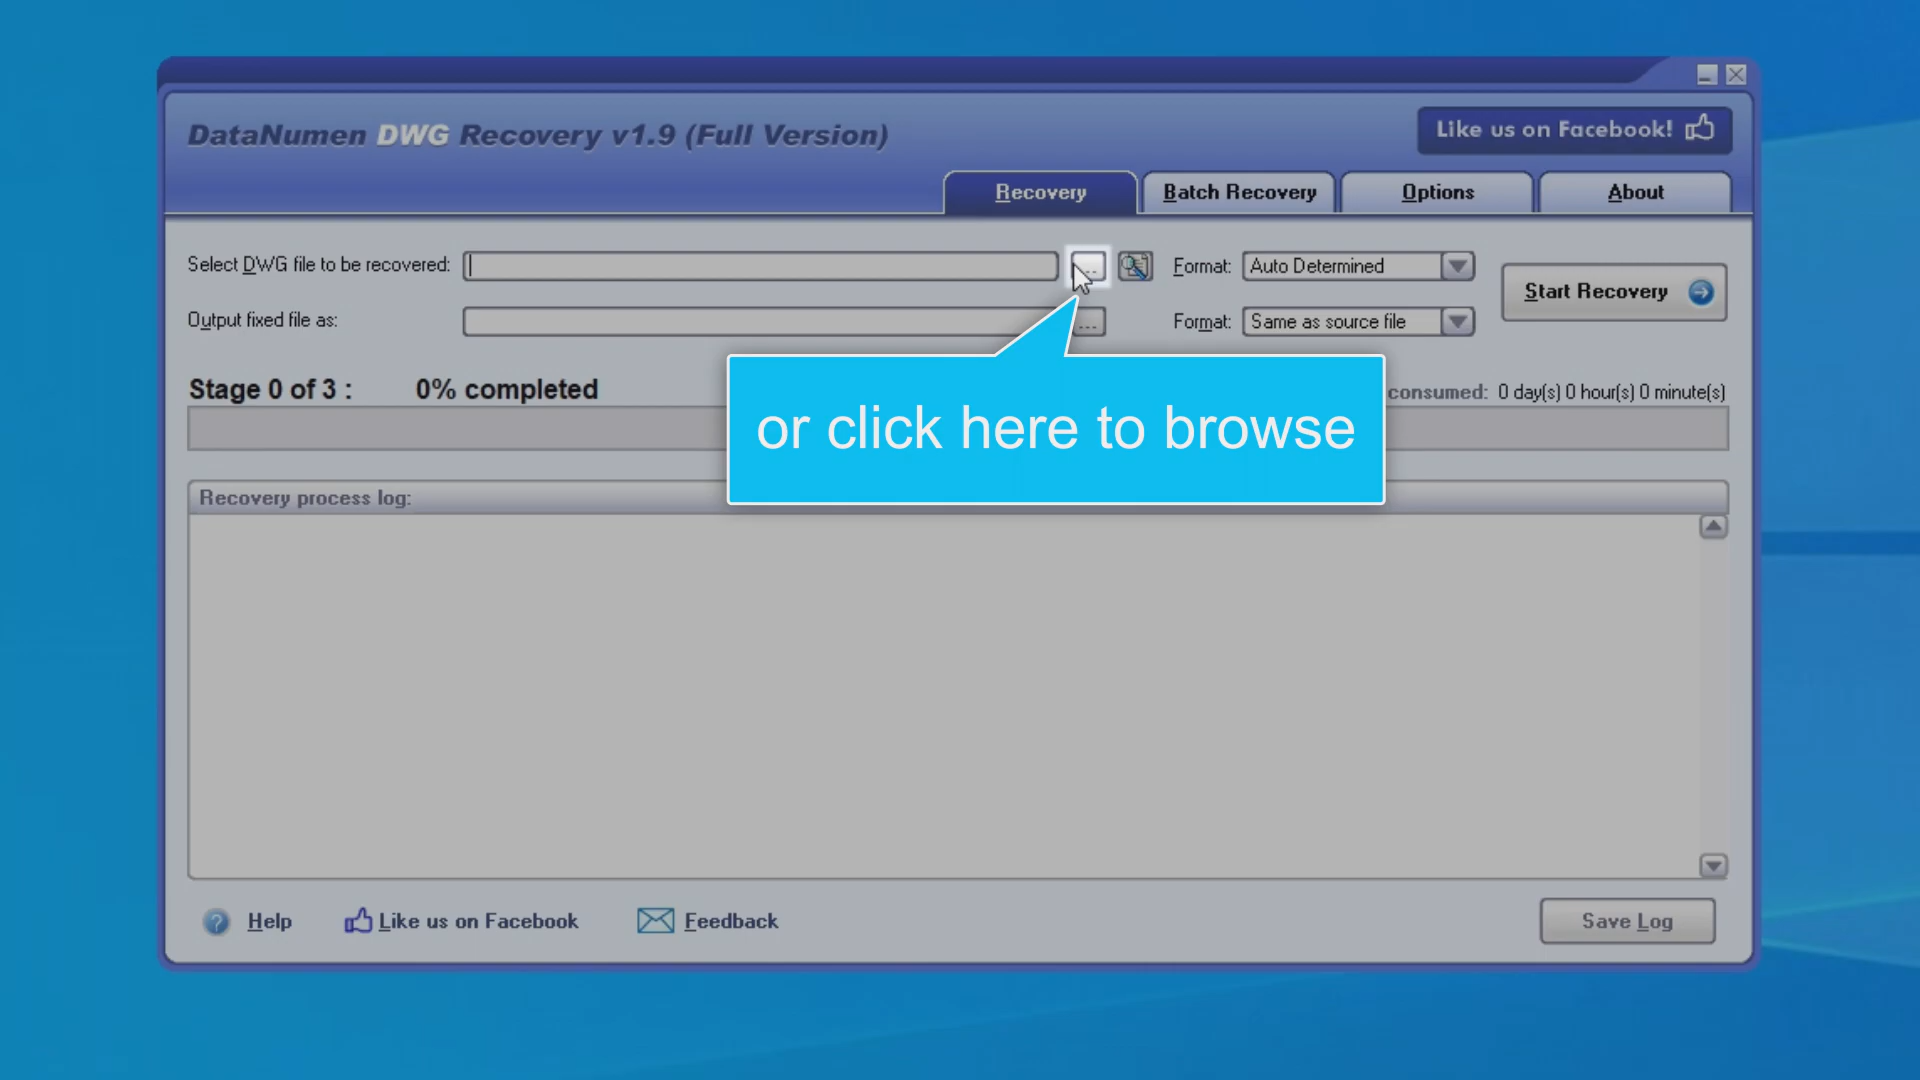 DataNumen DWG Recovery v1.9 (Full Version)
Like us on Facebook!
Recovery
Batch Recovery
Options
About
Select DWG file to be recovered:
...
Format:
Auto Determined
Start Recovery
Output fixed file as:
...
Format:
Same as source file
Stage 0 of 3 :
0% completed
consumed: 0 day(s) 0 hour(s) 0 minute(s)
or click here to browse
Recovery process log:
Help
Like us on Facebook
Feedback
Save Log